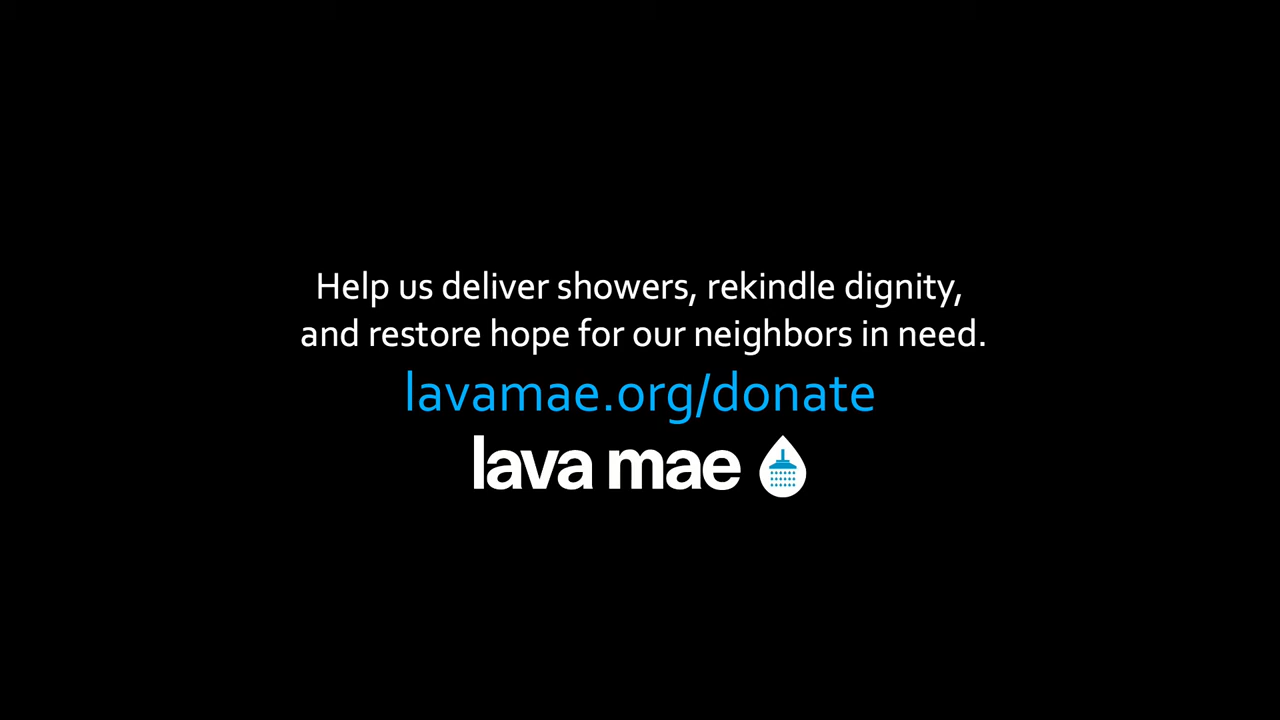 Help us deliver showers, rekindle dignity,
and restore hope for our neighbors in need.
lavamae.org/donate
lava mae